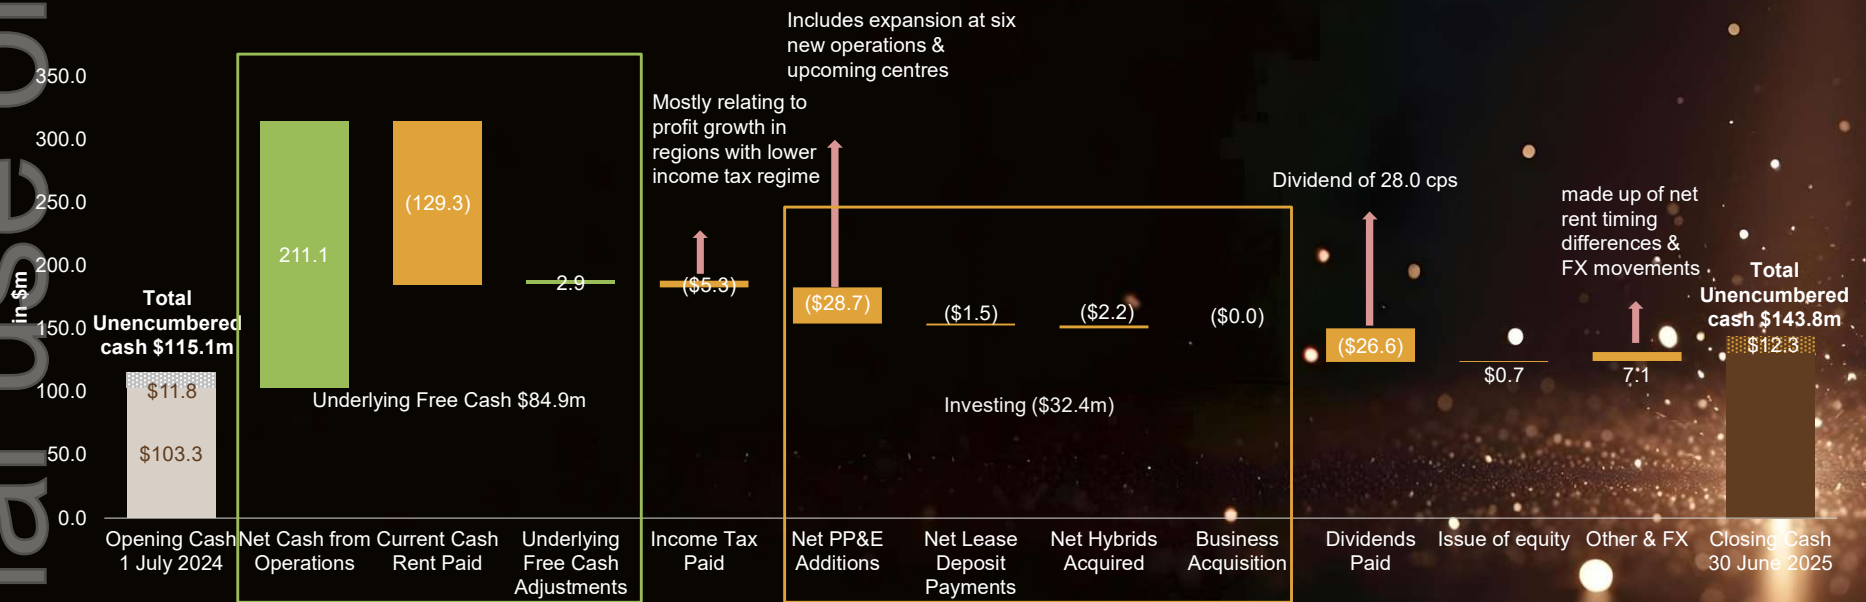 Includes expansion at six
new operations &
upcoming centres
350.0
300.0
250.0
200.0
150.0
100.0
50.0
0.0
in $m
Mostly relating to
profit growth in
regions with lower
income tax regime
Dividend of 28.0 cps
made up of net
rent timing
differences &
FX movements
Total
Unencumbered
cash $115.1m
$11.8
$103.3
211.1
(129.3)
2.9
Underlying Free Cash $84.9m
($5.3)
($28.7)
($1.5)
($2.2)
($0.0)
Investing ($32.4m)
($26.6)
$0.7
7.1
Total
Unencumbered
cash $143.8m
$12.3
Opening Cash
1 July 2024
Net Cash from
Operations
Current Cash
Rent Paid
Underlying
Free Cash
Adjustments
Income Tax
Paid
Net PP&E
Additions
Net Lease
Deposit
Payments
Net Hybrids
Acquired
Business
Acquisition
Dividends
Paid
Issue of equity
Other & FX
Closing Cash
30 June 2025
use